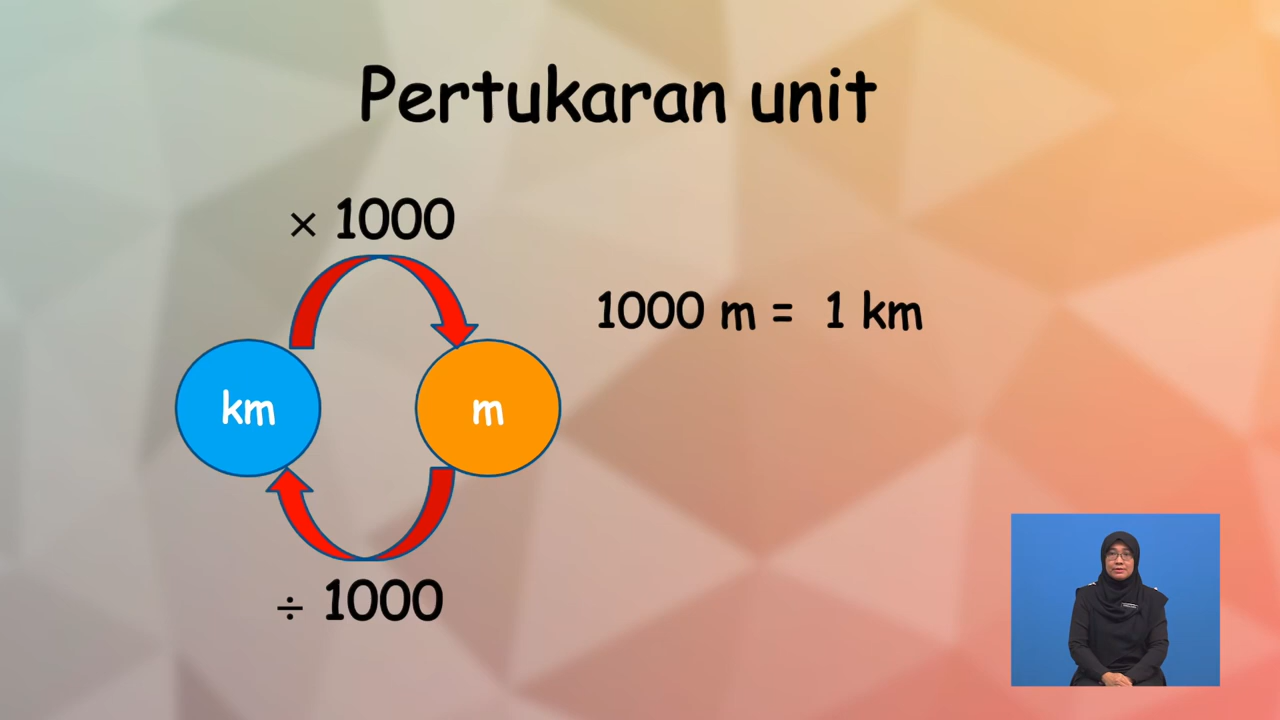 Pertukaran unit
× 1000
1000 m = 1 km
km
m
÷ 1000